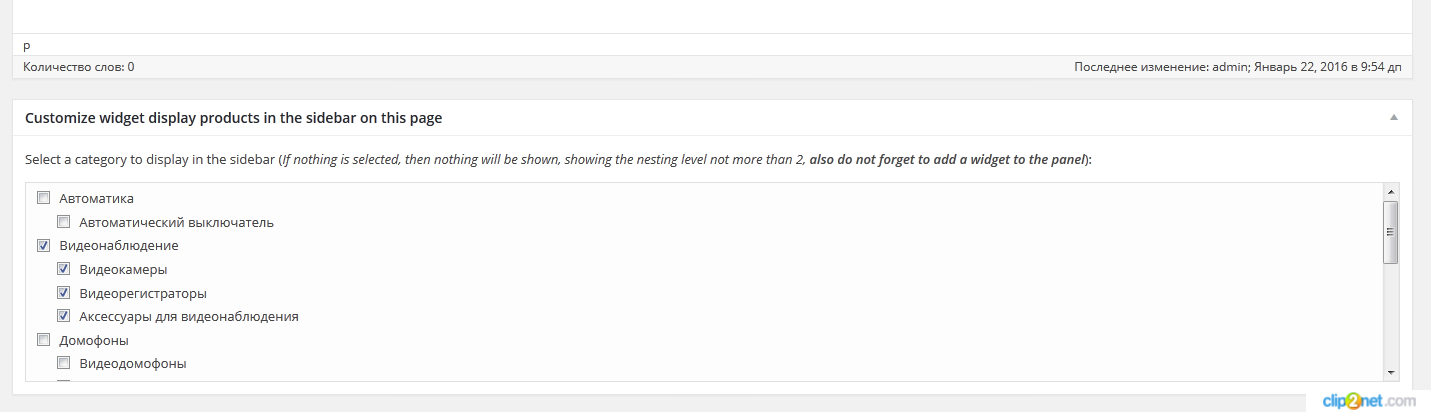 p
Количество слов: 0
Последнее изменение: admin; Январь 22, 2016 в 9:54 дп
Customize widget display products in the sidebar on this page
Select a category to display in the sidebar (If nothing is selected, then nothing will be shown, showing the nesting level not more than 2, also do not forget to add a widget to the panel):
Автоматика
Автоматический выключатель
Видеонаблюдение
Видеокамеры
Видеорегистраторы
Аксессуары для видеонаблюдения
Домофоны
Видеодомофоны
clip2net.com